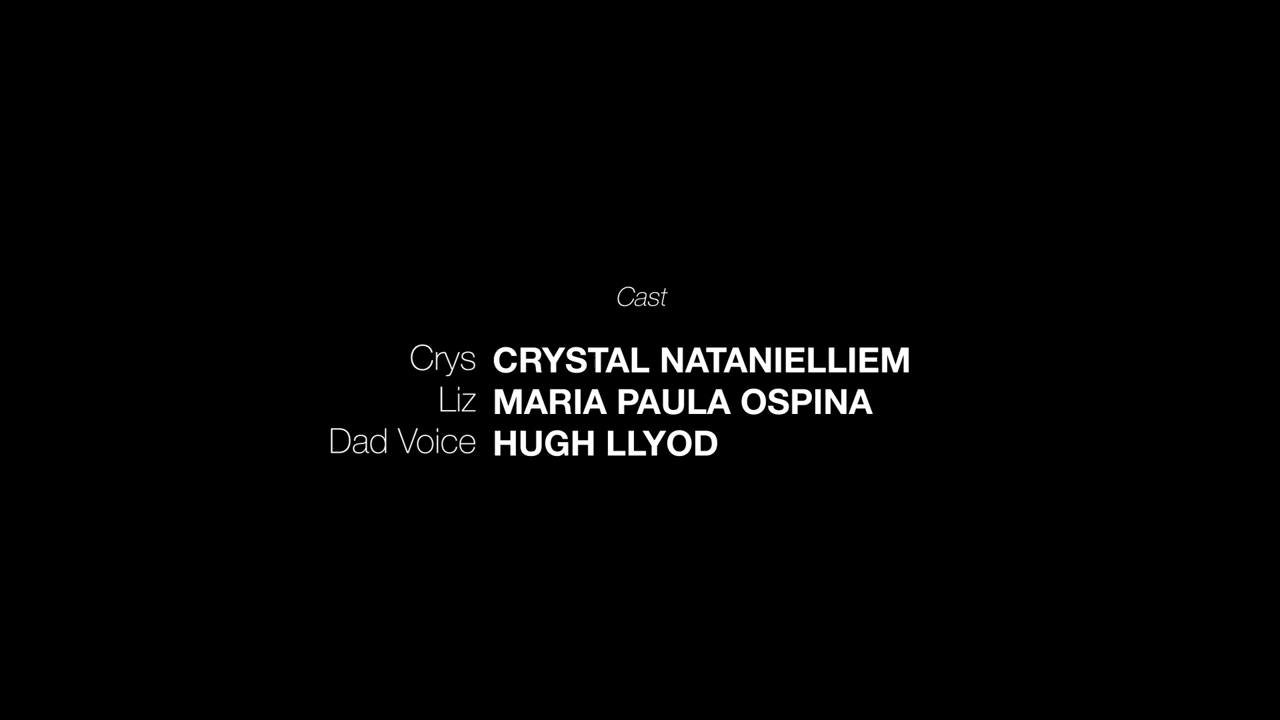 Cast
Crys CRYSTAL NATANIELLIEM
Liz MARIA PAULA OSPINA
Dad Voice HUGH LLYOD